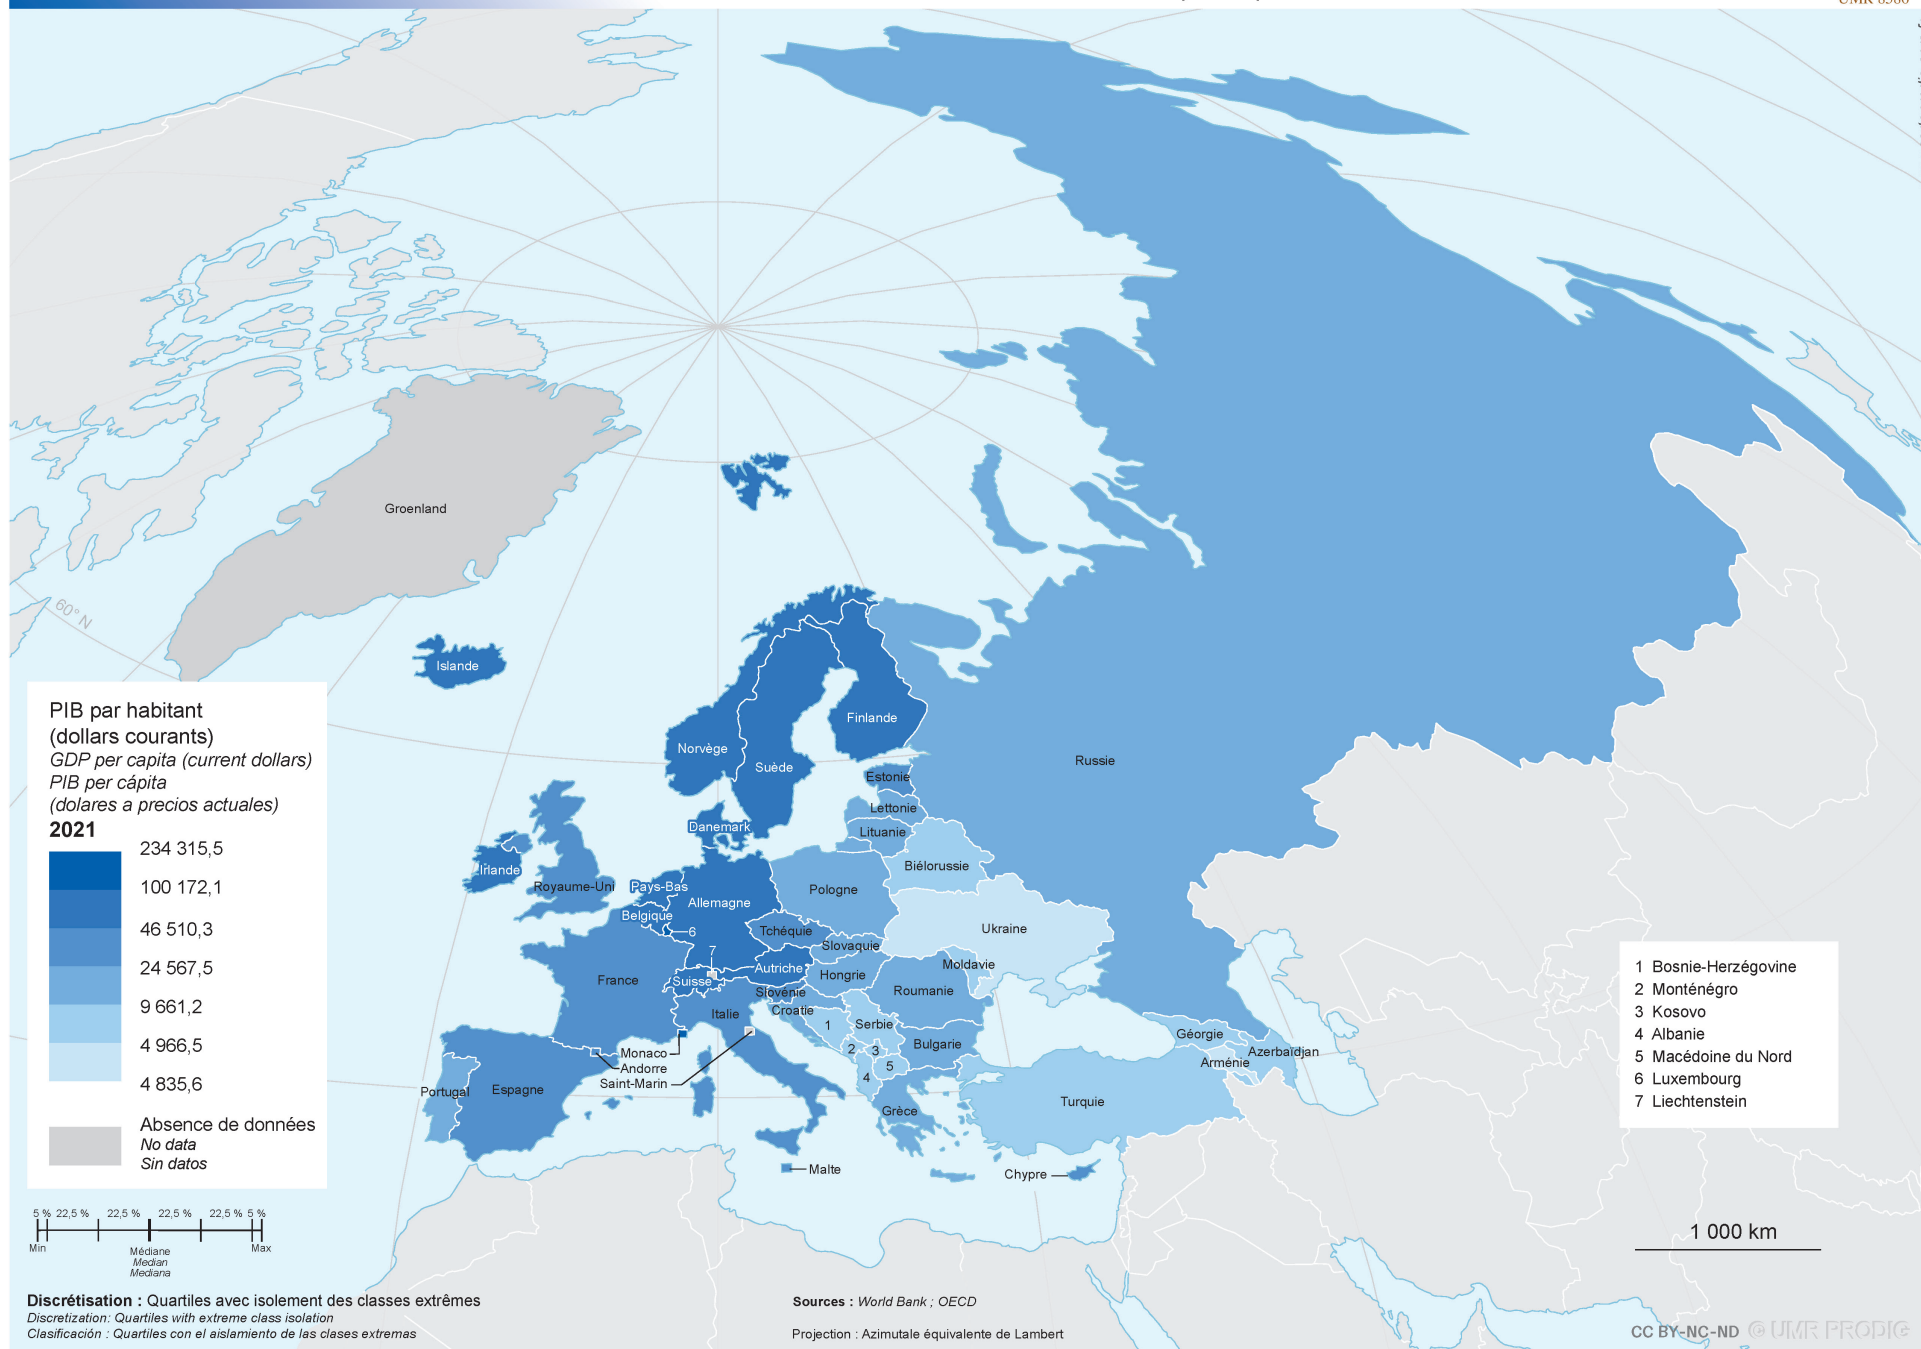 UMR 8586
60° N
Groenland
Islande
Norvège
Suède
Finlande
Russie
Estonie
Lettonie
Lituanie
Danemark
Biélorussie
Irlande
Royaume-Uni
Pays-Bas
Allemagne
Pologne
Belgique
6
7
Tchéquie
Ukraine
Slovaquie
Moldavie
Autriche
Hongrie
France
Suisse
Slovénie
Roumanie
Croatie
Italie
1
Serbie
Géorgie
Bulgarie
2
3
Azerbaïdjan
Arménie
Monaco
Andorre
Saint-Marin
5
4
Portugal
Espagne
Turquie
Grèce
Malte
Chypre
PIB par habitant
(dollars courants)
GDP per capita (current dollars)
PIB per cápita
(dolares a precios actuales)
2021
234 315,5
100 172,1
46 510,3
24 567,5
9 661,2
4 966,5
4 835,6
Absence de données
No data
Sin datos
1 Bosnie-Herzégovine
2 Monténégro
3 Kosovo
4 Albanie
5 Macédoine du Nord
6 Luxembourg
7 Liechtenstein
5 % 22,5 % 22,5 % 22,5 % 22,5 % 5 %
Min Max
Médiane
Median
Mediana
1 000 km
Discrétisation : Quartiles avec isolement des classes extrêmes
Discretization: Quartiles with extreme class isolation
Clasificación : Quartiles con el aislamiento de las clases extremas
Sources : World Bank ; OECD
Projection : Azimutale équivalente de Lambert
CC BY-NC-ND © UMR PRODIG